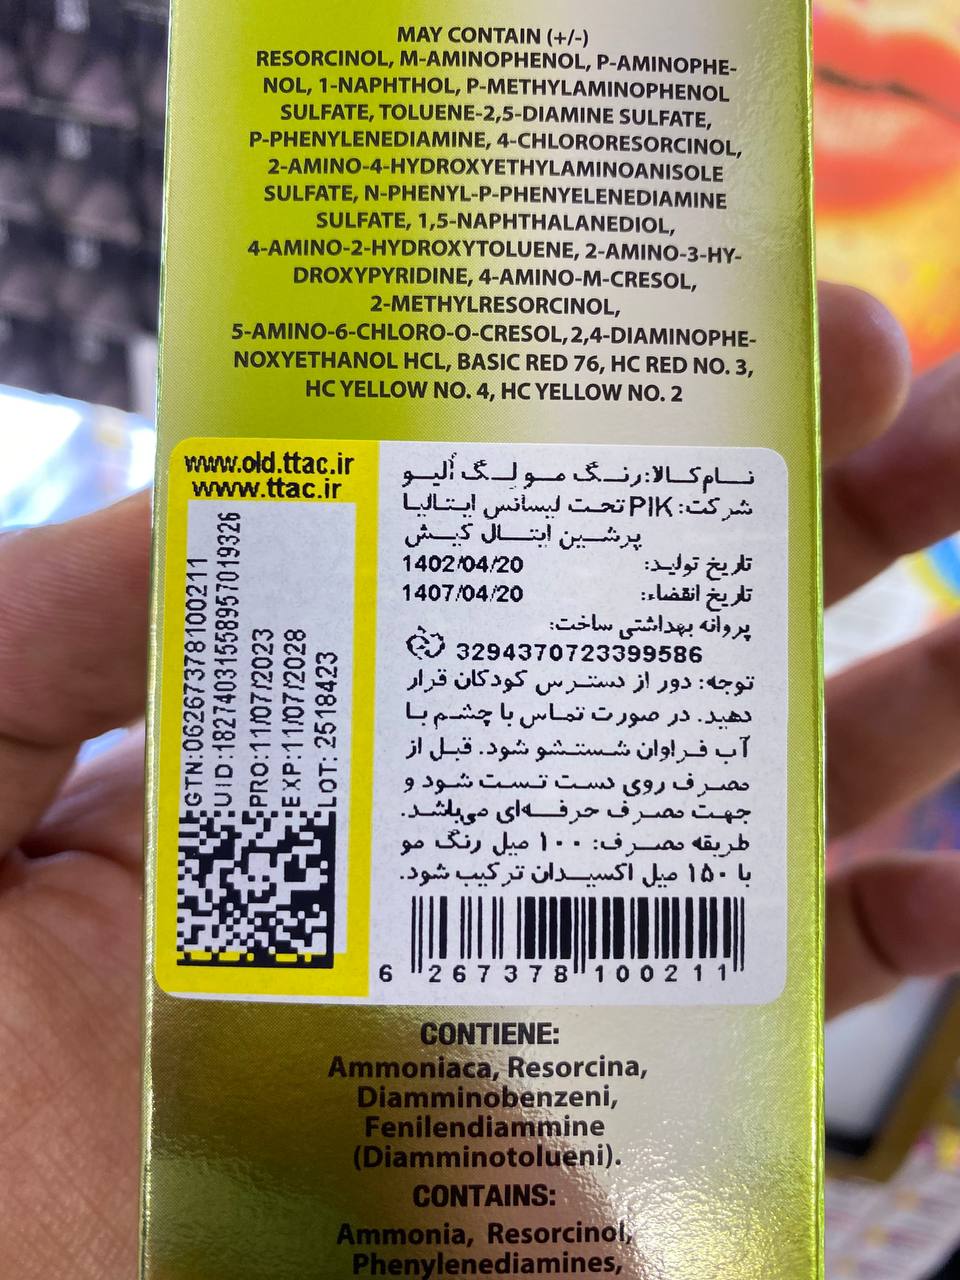 MAY CONTAIN (+/-)
RESORCINOL, M-AMINOPHENOL, P-AMINOPHE-
NOL, 1-NAPHTHOL, P-METHYLAMINOPHENOL
SULFATE, TOLUENE-2,5-DIAMINE SULFATE,
P-PHENYLENEDIAMINE, 4-CHLORORESORCINOL,
2-AMINO-4-HYDROXYETHYLAMINOANISOLE
SULFATE, N-PHENYL-P-PHENYELENEDIAMINE
SULFATE, 1,5-NAPHTHALANEDIOL,
4-AMINO-2-HYDROXYTOLUENE, 2-AMINO-3-HY-
DROXYPYRIDINE, 4-AMINO-M-CRESOL,
2-METHYLRESORCINOL,
5-AMINO-6-CHLORO-O-CRESOL, 2,4-DIAMINOPHE-
NOXYETHANOL HCL, BASIC RED 76, HC RED NO. 3,
HC YELLOW NO. 4, HC YELLOW NO. 2
www.old.ttac.ir
www.ttac.ir
GTN:06267378100211
UID:18274031558957019326
PRO:11/07/2023
EXP:11/07/2028
LOT: 2518423
نام کالا: رنگ مو لگ اُلیو
شرکت: PIK تحت لیسانس ایتالیا
پرشین ایتال کیش
تاریخ تولید: 1402/04/20
تاریخ انقضاء: 1407/04/20
پروانه بهداشتی ساخت:
3294370723399586
توجه: دور از دسترس کودکان قرار
دهید. در صورت تماس با چشم با
آب فراوان شستشو شود. قبل از
مصرف روی دست تست شود و
جهت مصرف حرفه‌ای می‌باشد.
طریقه مصرف: ۱۰۰ میل رنگ مو
با ۱۵۰ میل اکسیدان ترکیب شود.
6 267378 100211
CONTIENE:
Ammoniaca, Resorcina,
Diamminobenzeni,
Fenilendiammine
(Diamminotolueni).
CONTAINS:
Ammonia, Resorcinol,
Phenylenediamines,